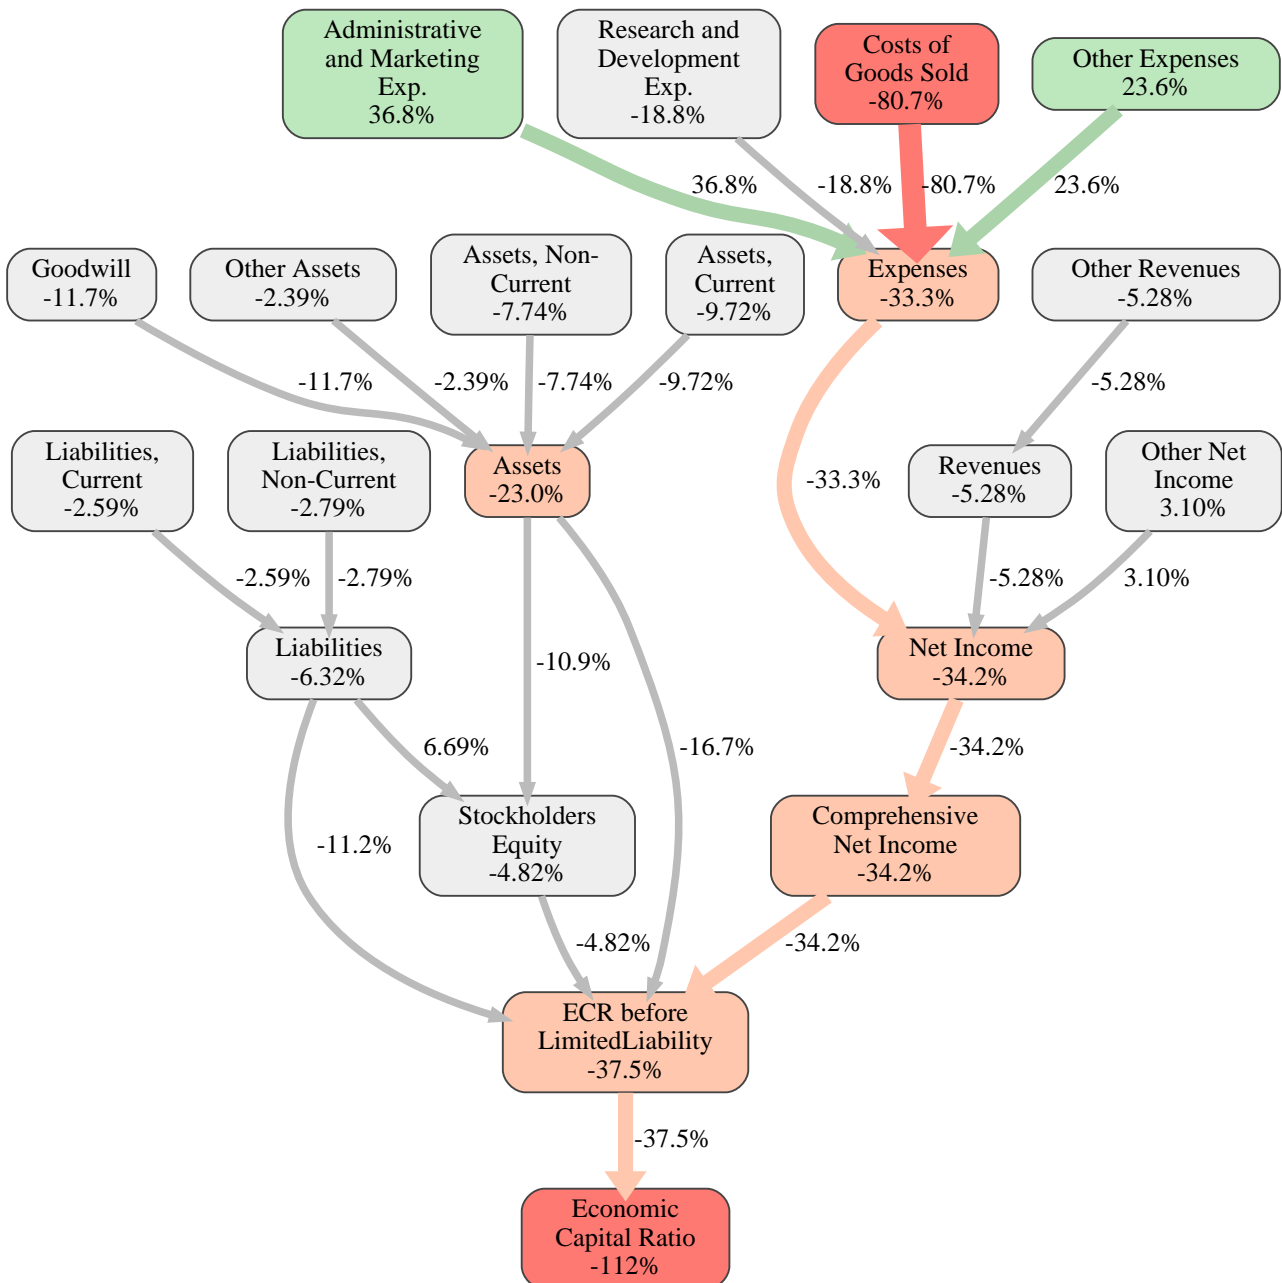 Administrative
and Marketing
Exp.
36.8%
Research and
Development
Exp.
-18.8%
Costs of
Goods Sold
-80.7%
Other Expenses
23.6%
36.8%
-18.8%
-80.7%
23.6%
Goodwill
-11.7%
Other Assets
-2.39%
Assets, Non-
Current
-7.74%
Assets,
Current
-9.72%
Expenses
-33.3%
Other Revenues
-5.28%
-11.7%
-2.39%
-7.74%
-9.72%
-5.28%
Liabilities,
Current
-2.59%
Liabilities,
Non-Current
-2.79%
Assets
-23.0%
-33.3%
Revenues
-5.28%
Other Net
Income
3.10%
-2.59%
-2.79%
-5.28%
3.10%
Liabilities
-6.32%
-10.9%
Net Income
-34.2%
6.69%
-16.7%
-34.2%
-11.2%
Stockholders
Equity
-4.82%
Comprehensive
Net Income
-34.2%
-4.82%
-34.2%
ECR before
LimitedLiability
-37.5%
-37.5%
Economic
Capital Ratio
-112%